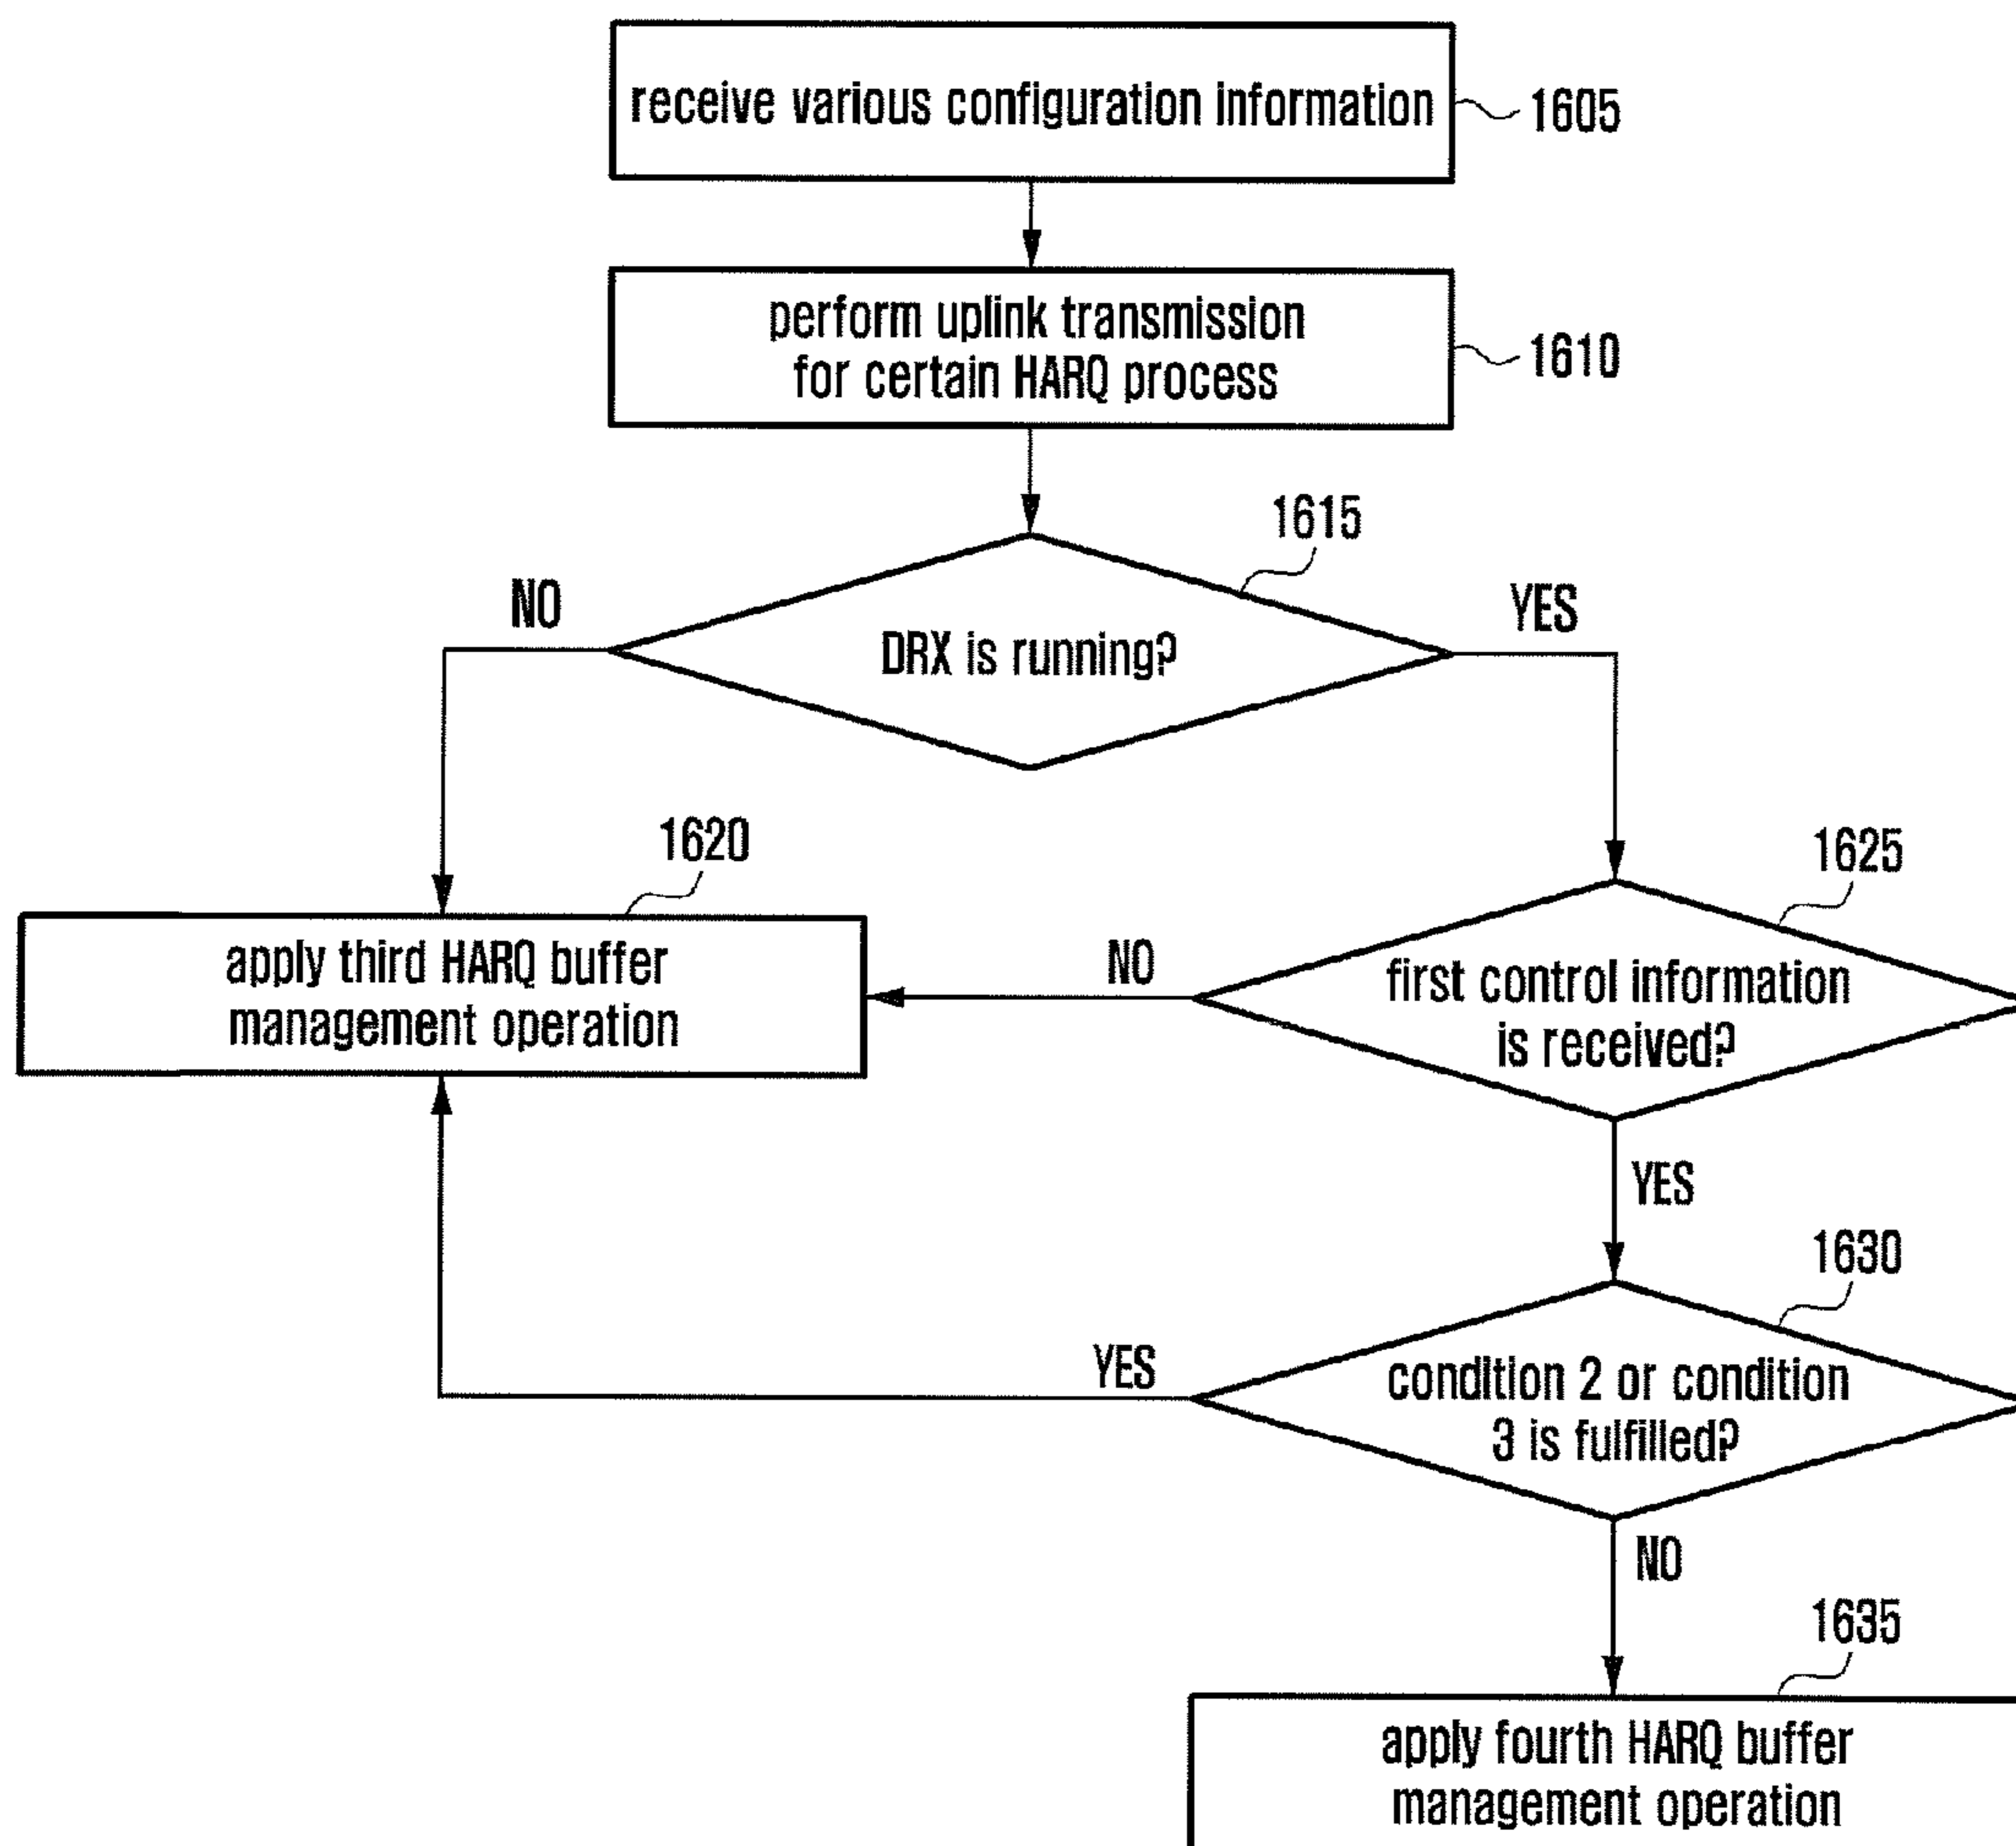 receive various configuration information
1605
perform uplink transmission
for certain HARQ process
1610
1615
NO
DRX is running?
YES
1620
apply third HARQ buffer
management operation
1625
NO
first control information
is received?
YES
1630
YES
condition 2 or condition
3 is fulfilled?
NO
1635
apply fourth HARQ buffer
management operation